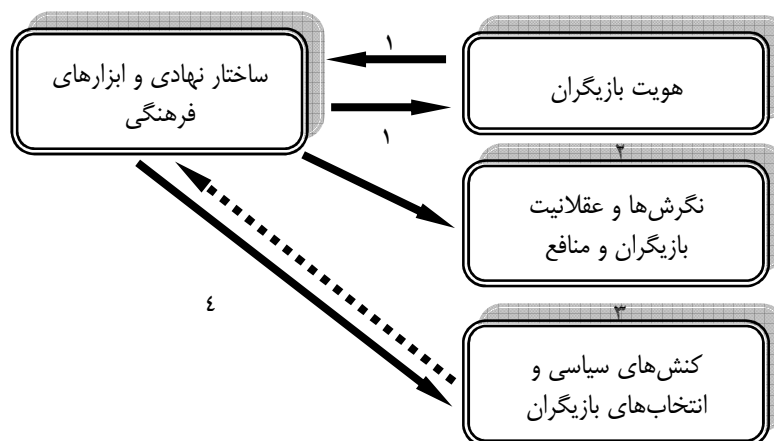 ساختار نهادی و ابزارهای
فرهنگی
۱
۱
هویت بازیگران
۲
نگرش‌ها و عقلانیت
بازیگران و منافع
۳
کنش‌های سیاسی و
انتخاب‌های بازیگران
٤